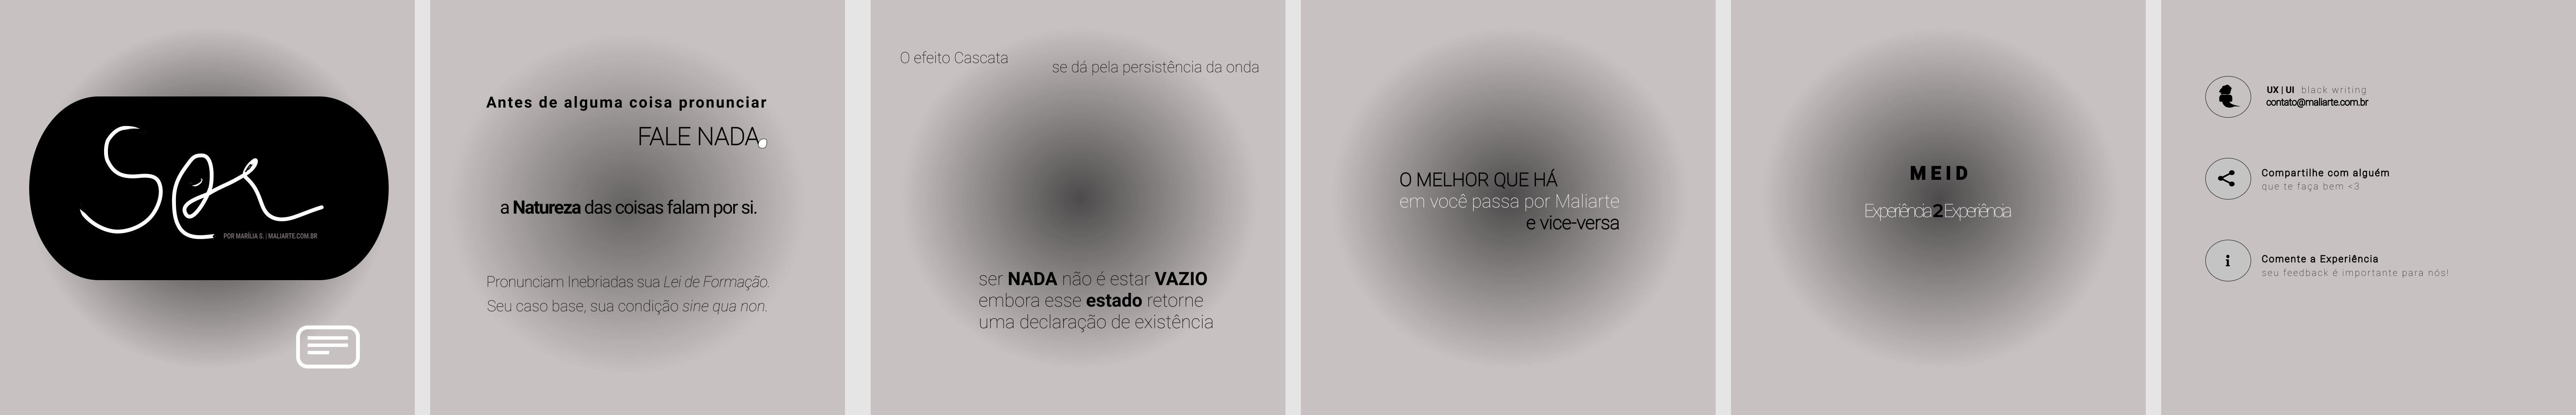 Ser
POR MARÍLIA S. | MALIARTE.COM.BR
Antes de alguma coisa pronunciar
FALE NADA.
a Natureza das coisas falam por si.
Pronunciam Inebriadas sua Lei de Formação.
Seu caso base, sua condição sine qua non.
O efeito Cascata
se dá pela persistência da onda
ser NADA não é estar VAZIO
embora esse estado retorne
uma declaração de existência
O MELHOR QUE HÁ
em você passa por Maliarte
e vice-versa
MEID
Experiência2Experiência
UX | UI black writing
contato@maliarte.com.br
Compartilhe com alguém
que te faça bem <3
i
Comente a Experiência
seu feedback é importante para nós!